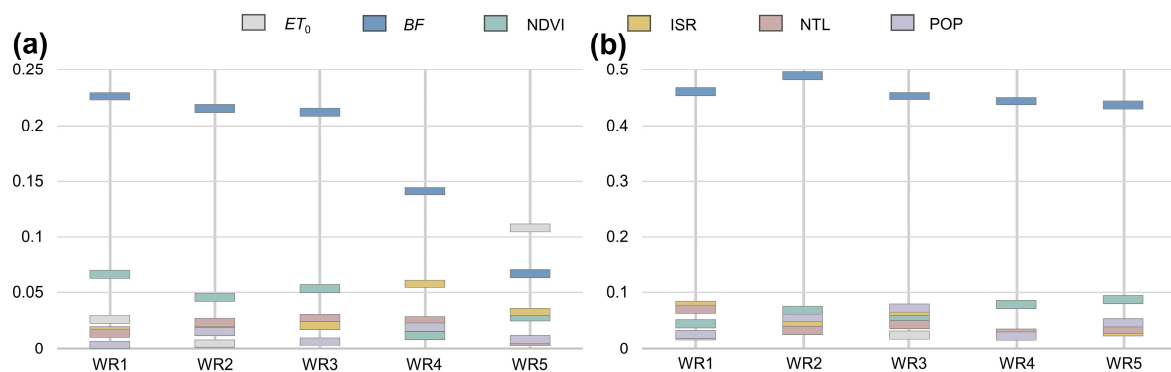 ET0 BF NDVI ISR NTL POP
(a) (b)
0.25 0.5
0.2 0.4
0.15 0.3
0.1 0.2
0.05 0.1
0 0
WR1 WR2 WR3 WR4 WR5 WR1 WR2 WR3 WR4 WR5